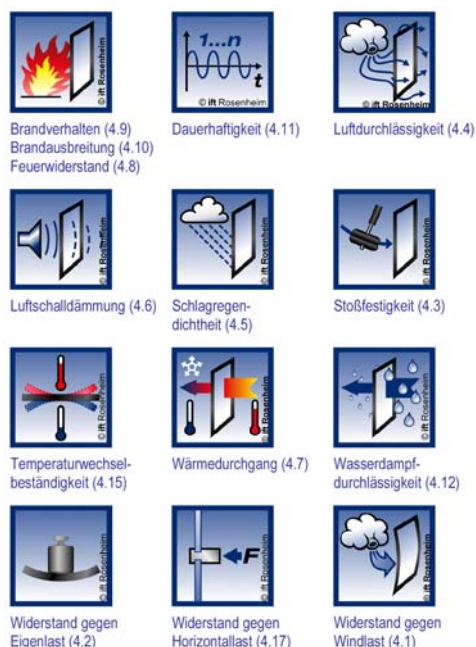 1...n
t
© ift Rosenheim
© ift Rosenheim
© ift Rosenheim
Brandverhalten (4.9)
Brandausbreitung (4.10)
Feuerwiderstand (4.8)
Dauerhaftigkeit (4.11)
Luftdurchlässigkeit (4.4)
© ift Rosenheim
© ift Rosenheim
© ift Rosenheim
Luftschalldämmung (4.6)
Schlagregen-
dichtheit (4.5)
Stoßfestigkeit (4.3)
© ift Rosenheim
© ift Rosenheim
© ift Rosenheim
Temperaturwechsel-
beständigkeit (4.15)
Wärmedurchgang (4.7)
Wasserdampf-
durchlässigkeit (4.12)
F
© ift Rosenheim
© ift Rosenheim
© ift Rosenheim
Widerstand gegen
Eigenlast (4.2)
Widerstand gegen
Horizontallast (4.17)
Widerstand gegen
Windlast (4.1)